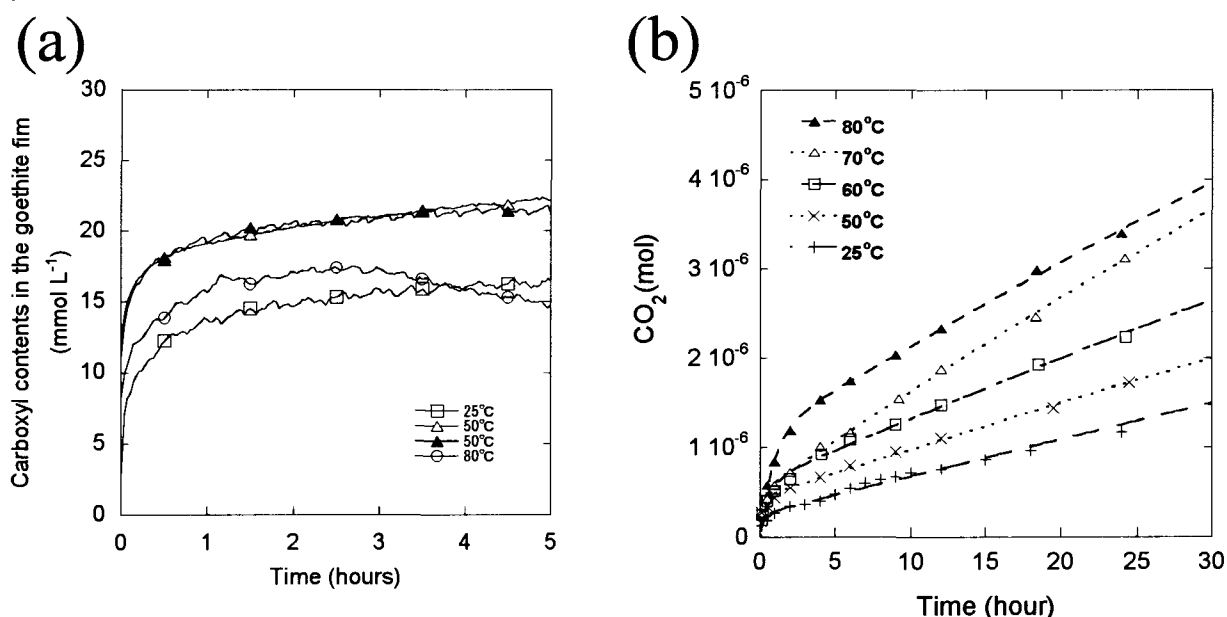 (a)
(b)
Carboxyl contents in the goethite fim
(mmol L⁻¹)
30
25
20
15
10
5
0
0 1 2 3 4 5
Time (hours)
25°C
50°C
50°C
80°C
CO₂(mol)
5 10⁻⁶
4 10⁻⁶
3 10⁻⁶
2 10⁻⁶
1 10⁻⁶
0
0 5 10 15 20 25 30
Time (hour)
80°C
70°C
60°C
50°C
25°C